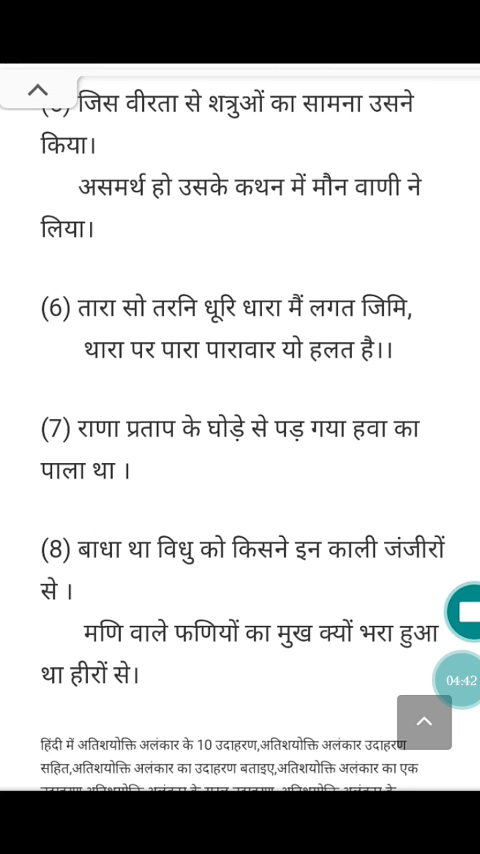 जिस वीरता से शत्रुओं का सामना उसने
किया।
असमर्थ हो उसके कथन में मौन वाणी ने
लिया।
(6) तारा सो तरनि धूरि धारा मैं लगत जिमि,
थारा पर पारा पारावार यो हलत है।।
(7) राणा प्रताप के घोड़े से पड़ गया हवा का
पाला था ।
(8) बाधा था विधु को किसने इन काली जंजीरों
से ।
मणि वाले फणियों का मुख क्यों भरा हुआ
था हीरों से।
04:42
हिंदी में अतिशयोक्ति अलंकार के 10 उदाहरण,अतिशयोक्ति अलंकार उदाहरण
सहित,अतिशयोक्ति अलंकार का उदाहरण बताइए,अतिशयोक्ति अलंकार का एक